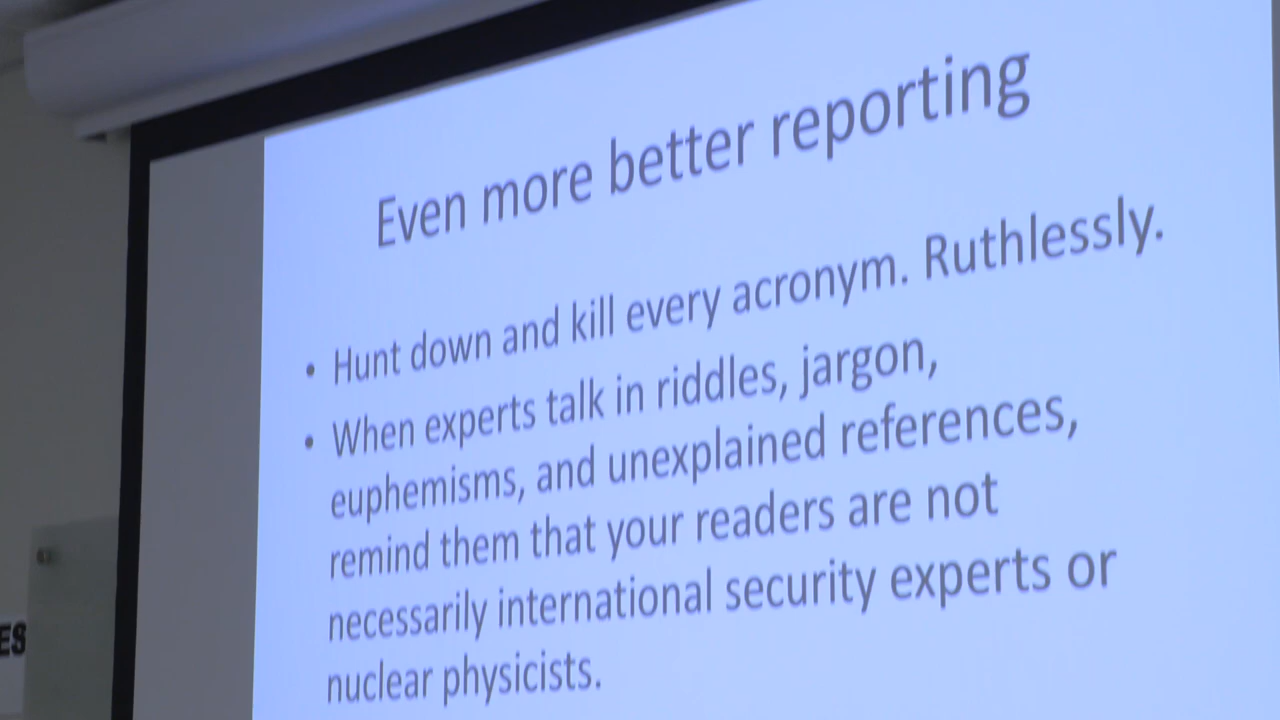 Even more better reporting
• Hunt down and kill every acronym. Ruthlessly.
• When experts talk in riddles, jargon,
euphemisms, and unexplained references,
remind them that your readers are not
necessarily international security experts or
nuclear physicists.
ES